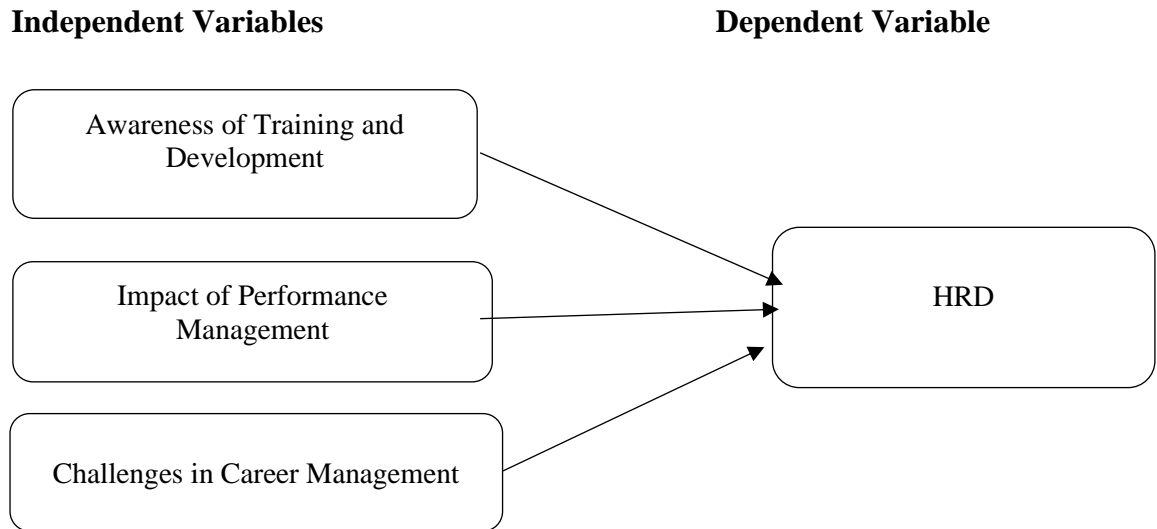 Independent Variables
Dependent Variable
Awareness of Training and
Development
Impact of Performance
Management
HRD
Challenges in Career Management